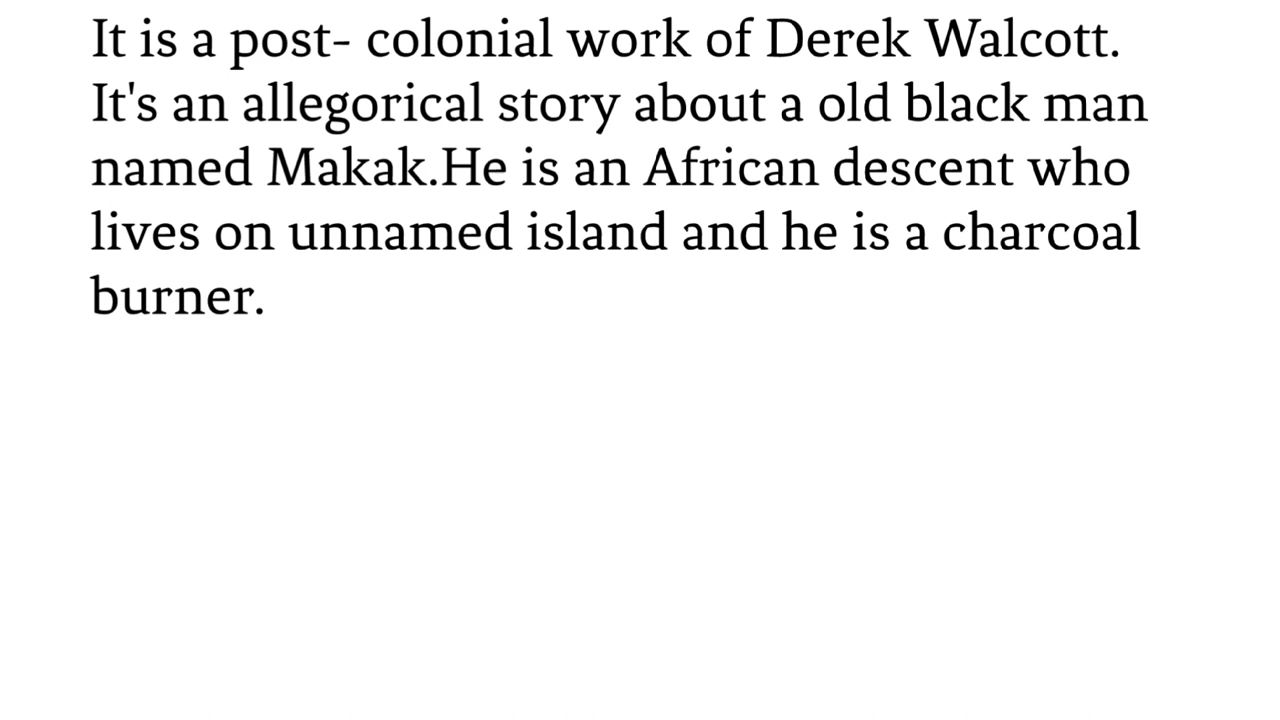 It is a post- colonial work of Derek Walcott.
It's an allegorical story about a old black man
named Makak.He is an African descent who
lives on unnamed island and he is a charcoal
burner.